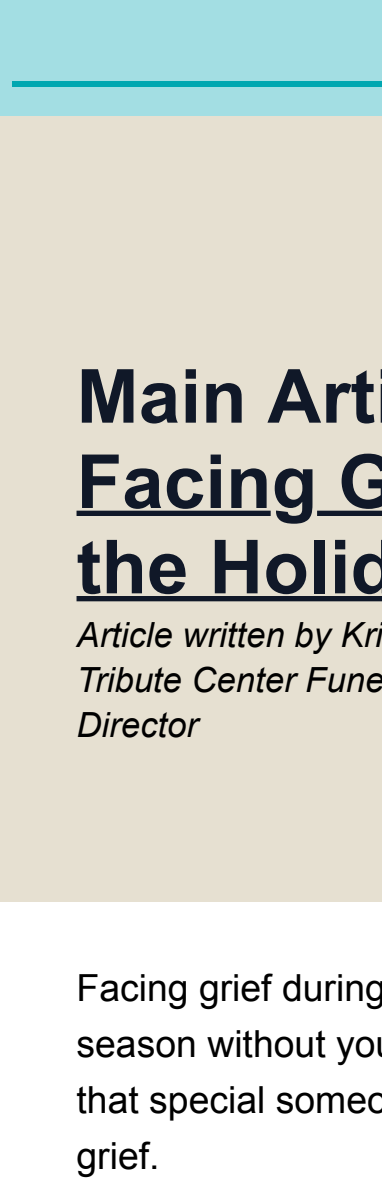 Main Arti
Facing G
the Holid
Article written by Kri
Tribute Center Fune
Director
Facing grief during
season without you
that special someo
grief.